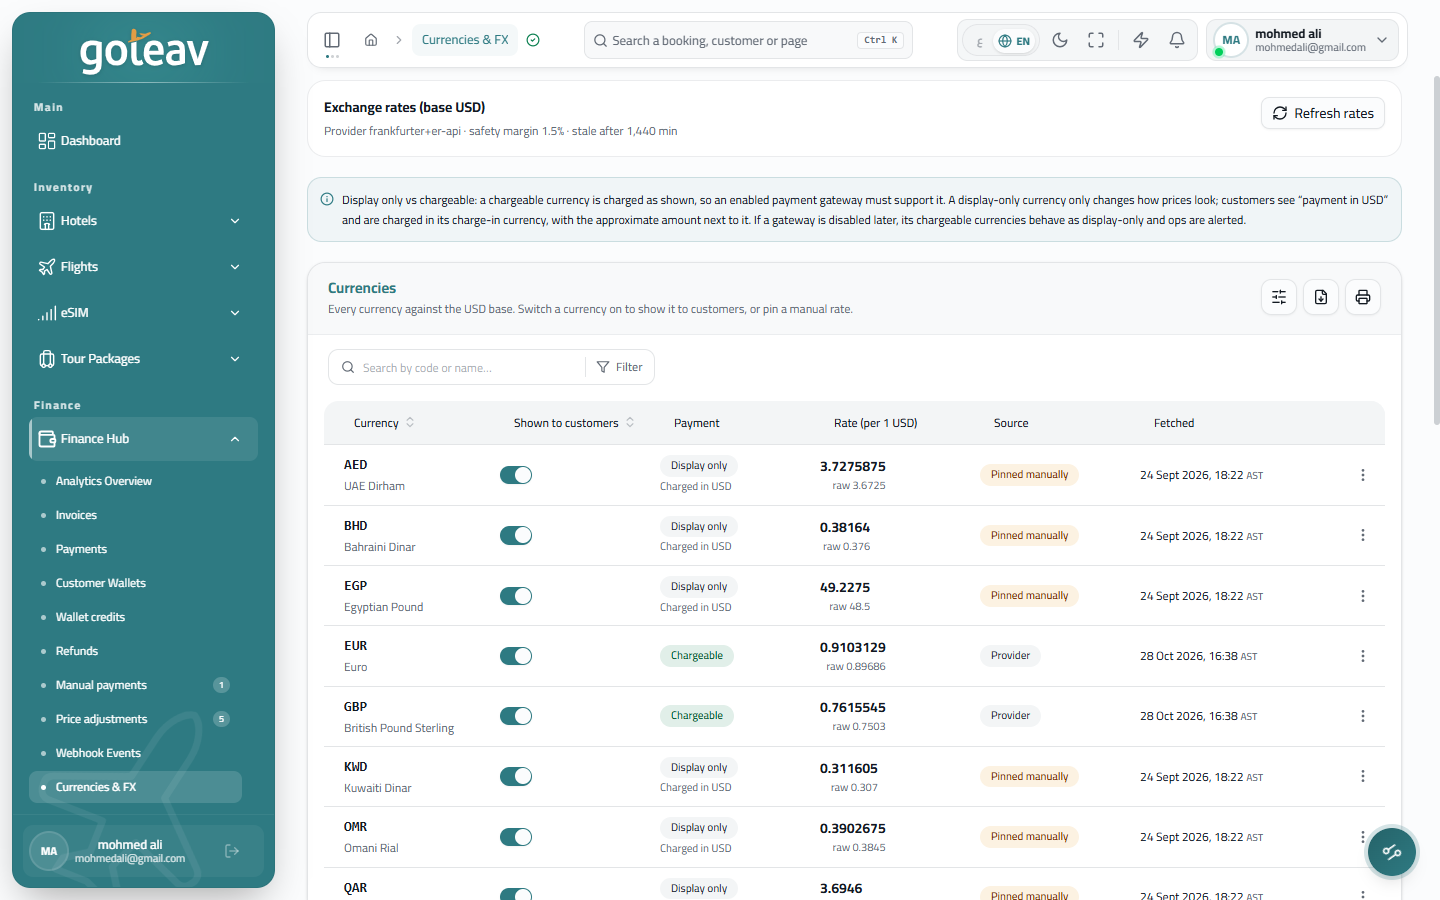 goleav
Main
Dashboard
Inventory
Hotels
Flights
eSIM
Tour Packages
Finance
Finance Hub
Analytics Overview
Invoices
Payments
Customer Wallets
Wallet credits
Refunds
Manual payments 1
Price adjustments 5
Webhook Events
Currencies & FX
MA
mohmed ali
mohmedali@gmail.com
Currencies & FX
Search a booking, customer or page
Ctrl K
ع
EN
MA
mohmed ali
mohmedali@gmail.com
Exchange rates (base USD)
Provider frankfurter+er-api · safety margin 1.5% · stale after 1,440 min
Refresh rates
Display only vs chargeable: a chargeable currency is charged as shown, so an enabled payment gateway must support it. A display-only currency only changes how prices look; customers see “payment in USD”
and are charged in its charge-in currency, with the approximate amount next to it. If a gateway is disabled later, its chargeable currencies behave as display-only and ops are alerted.
Currencies
Every currency against the USD base. Switch a currency on to show it to customers, or pin a manual rate.
Search by code or name...
Filter
Currency Shown to customers Payment Rate (per 1 USD) Source Fetched
AED Display only 3.7275875 Pinned manually 24 Sept 2026, 18:22 AST
UAE Dirham Charged in USD raw 3.6725
BHD Display only 0.38164 Pinned manually 24 Sept 2026, 18:22 AST
Bahraini Dinar Charged in USD raw 0.376
EGP Display only 49.2275 Pinned manually 24 Sept 2026, 18:22 AST
Egyptian Pound Charged in USD raw 48.5
EUR Chargeable 0.9103129 Provider 28 Oct 2026, 16:38 AST
Euro raw 0.89686
GBP Chargeable 0.7615545 Provider 28 Oct 2026, 16:38 AST
British Pound Sterling raw 0.7503
KWD Display only 0.311605 Pinned manually 24 Sept 2026, 18:22 AST
Kuwaiti Dinar Charged in USD raw 0.307
OMR Display only 0.3902675 Pinned manually 24 Sept 2026, 18:22 AST
Omani Rial Charged in USD raw 0.3845
QAR Display only 3.6946 Pinned manually 24 Sept 2026, 18:22 AST